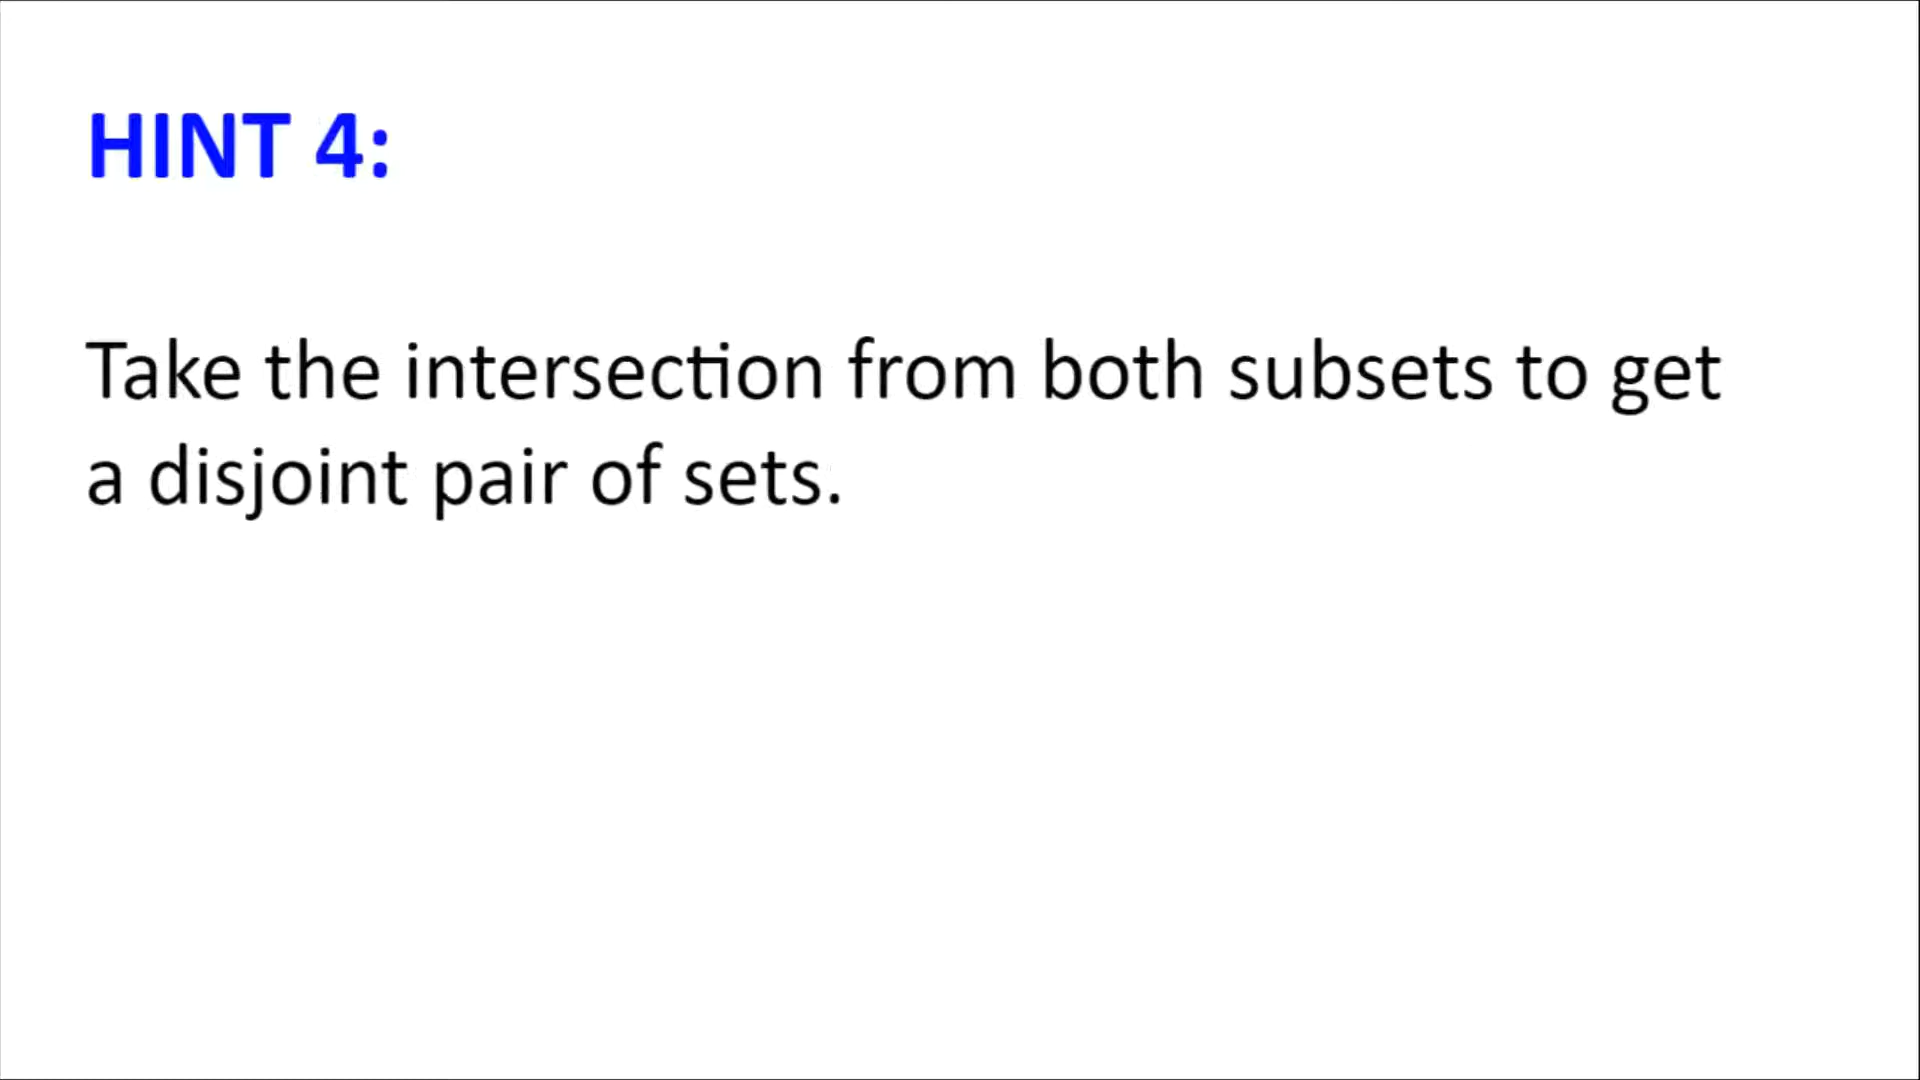 HINT 4:
Take the intersection from both subsets to get
a disjoint pair of sets.